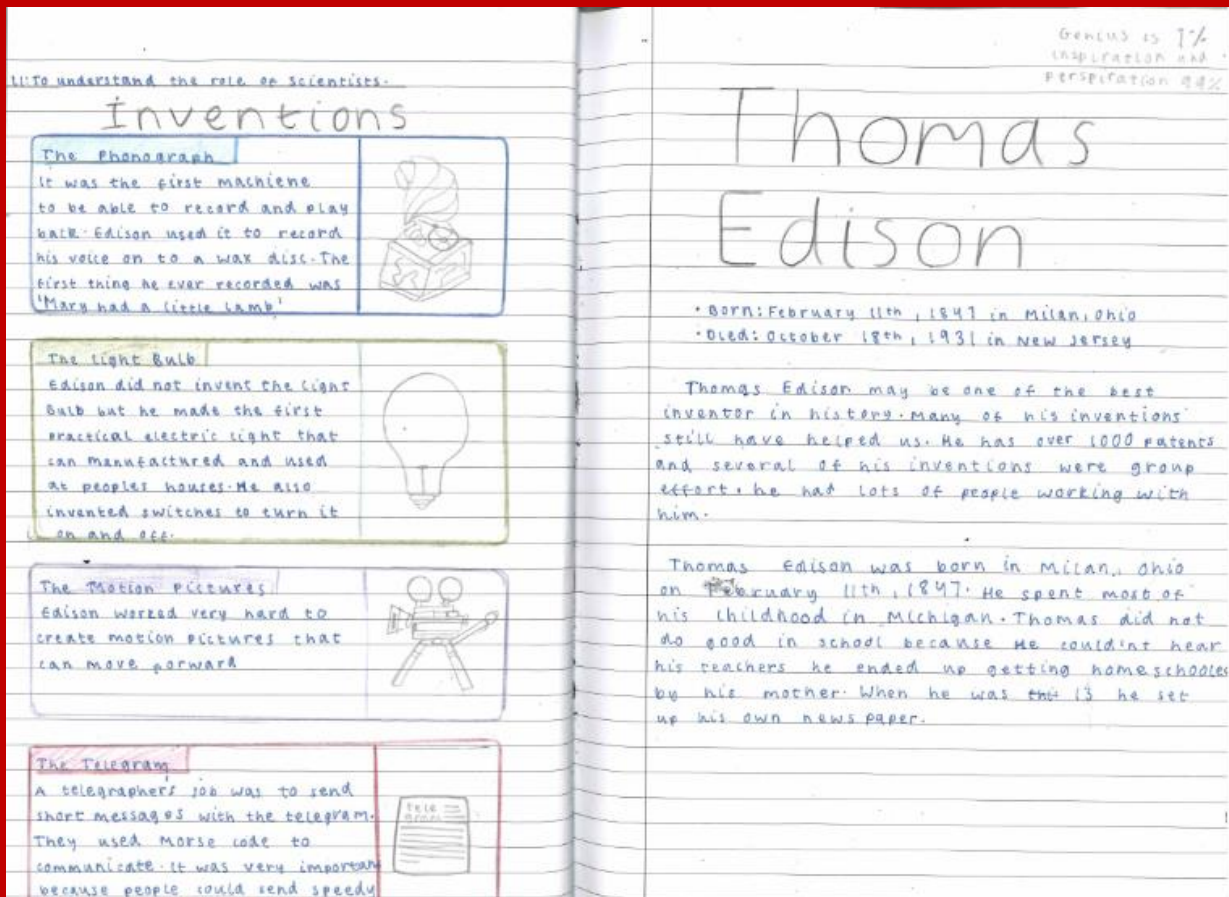 LI: To understand the role of scientists.
Inventions
The Phonograph
It was the first machiene
to be able to record and play
back. Edison used it to record
his voice on to a wax disc. The
first thing he ever recorded was
'Mary had a little lamb'
The Light Bulb
Edison did not invent the Light
Bulb but he made the first
practical electric light that
can manufactured and used
at peoples houses. He also
invented switches to turn it
on and off.
The Motion Pictures
Edison worked very hard to
create motion pictures that
can move forward
The Telegram
A telegrapher's job was to send
short messages with the telegram.
They used Morse code to
communicate. It was very important
because people could send speedy
tele
gram
Genius is 1%
inspiration and
perspiration 99%
Thomas
Edison
• Born: February 11th, 1847 in Milan, Ohio
• Died: October 18th, 1931 in New Jersey
Thomas Edison may be one of the best
inventor in history. Many of his inventions
still have helped us. He has over 1000 patents
and several of his inventions were group
effort. he had lots of people working with
him.
Thomas Edison was born in Milan, Ohio
on February 11th, 1847. He spent most of
his childhood in Michigan. Thomas did not
do good in school because He could'nt hear
his teachers he ended up getting homeschooled
by his mother. When he was 13 he set
up his own news paper.